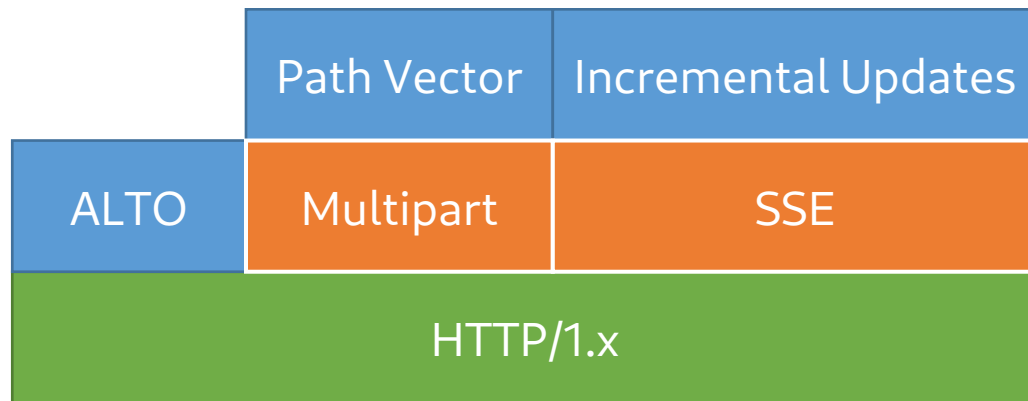 Path Vector
Incremental Updates
ALTO
Multipart
SSE
HTTP/1.x